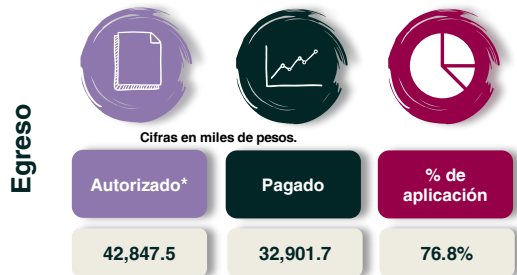 Egreso
Cifras en miles de pesos.
Autorizado*
Pagado
% de
aplicación
42,847.5
32,901.7
76.8%